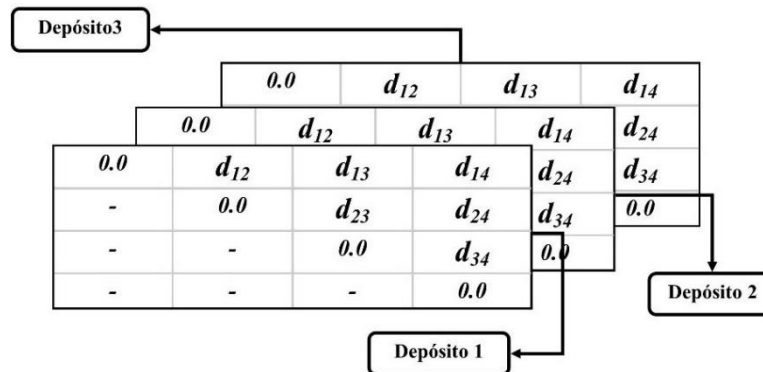 Depósito3
0.0 d12 d13 d14
0.0 d12 d13 d14 d24
0.0 d12 d13 d14 d24 d34
- 0.0 d23 d24 d34 0.0
- - 0.0 d34 0.0
- - - 0.0
Depósito 2
Depósito 1